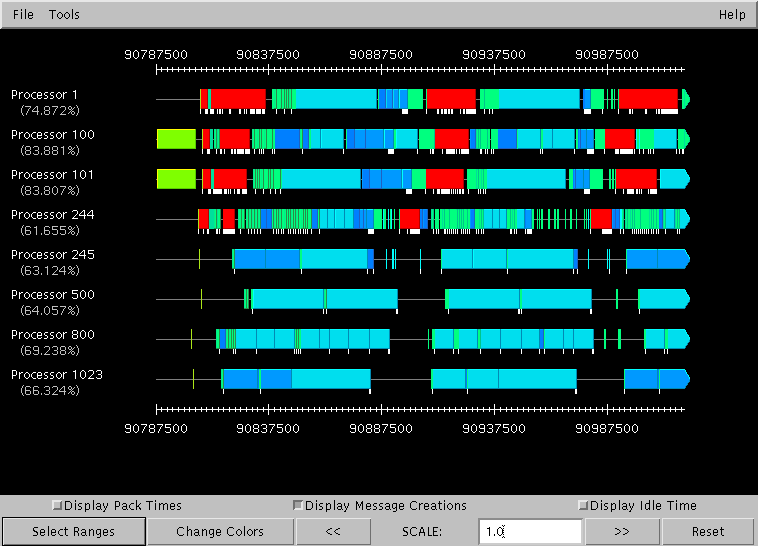 File Tools Help
90787500 90837500 90887500 90937500 90987500
Processor 1
(74.872%)
Processor 100
(83.881%)
Processor 101
(83.807%)
Processor 244
(61.655%)
Processor 245
(63.124%)
Processor 500
(64.057%)
Processor 800
(69.238%)
Processor 1023
(66.324%)
90787500 90837500 90887500 90937500 90987500
Display Pack Times Display Message Creations Display Idle Time
Select Ranges Change Colors << SCALE: 1.0 >> Reset